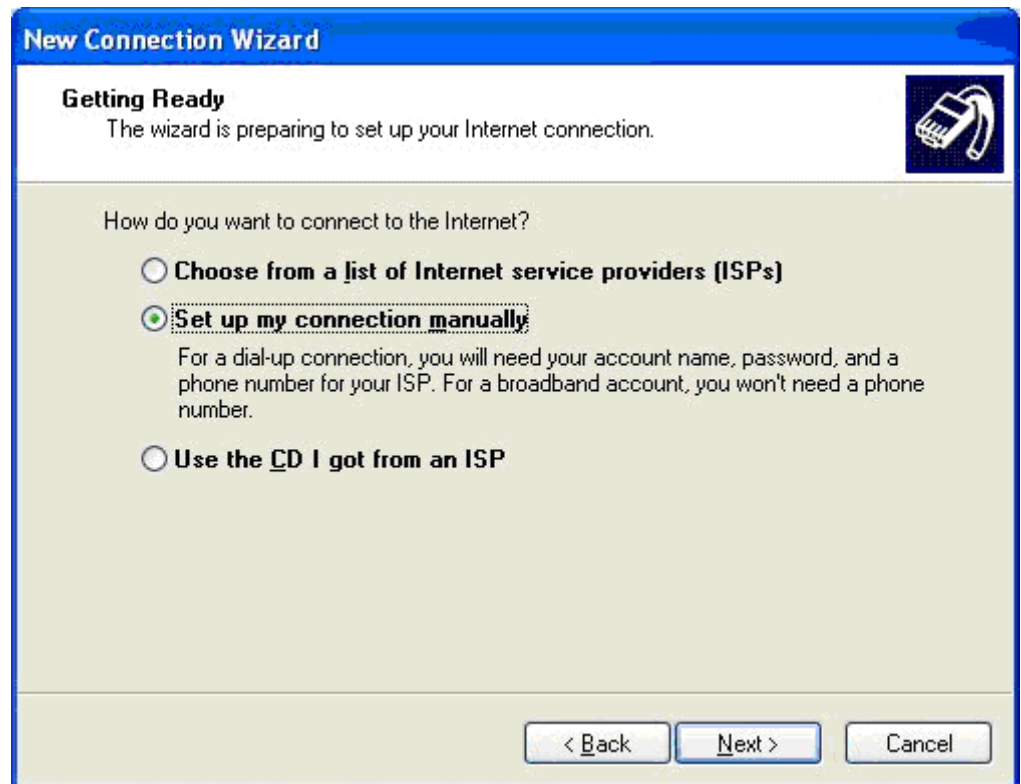 New Connection Wizard
Getting Ready
The wizard is preparing to set up your Internet connection.
How do you want to connect to the Internet?
Choose from a list of Internet service providers (ISPs)
Set up my connection manually
For a dial-up connection, you will need your account name, password, and a
phone number for your ISP. For a broadband account, you won't need a phone
number.
Use the CD I got from an ISP
< Back Next > Cancel